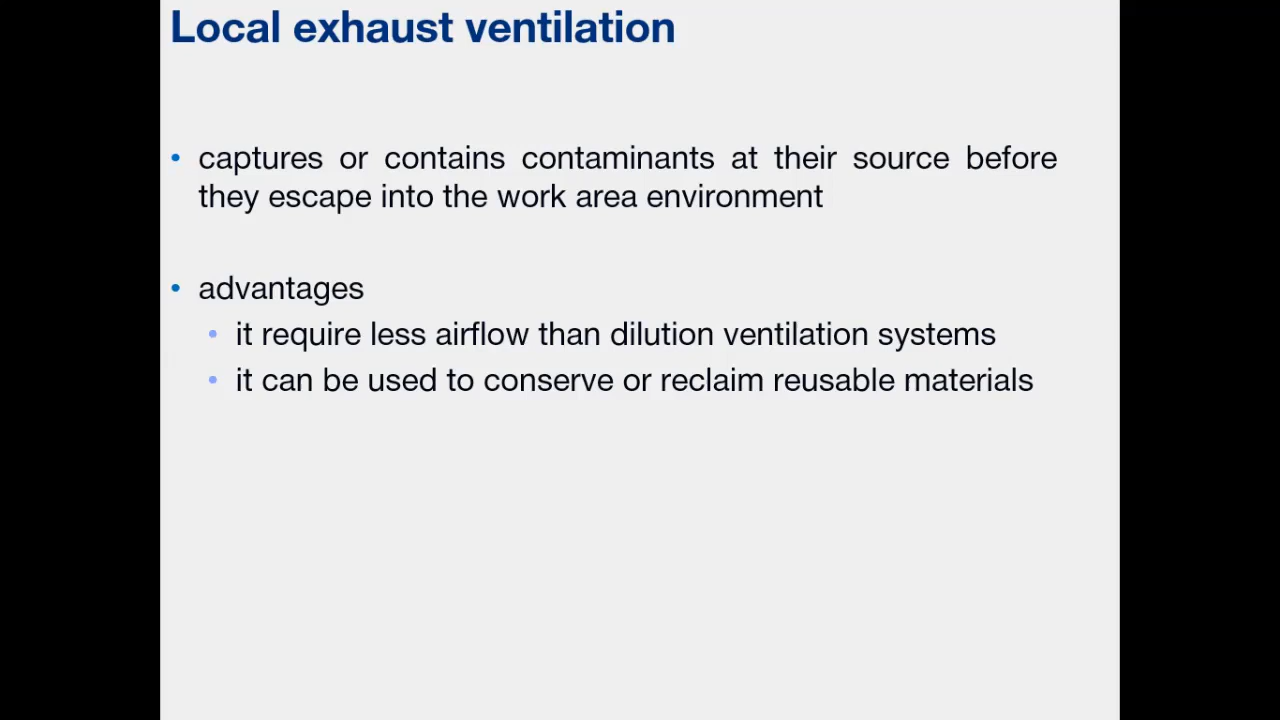 Local exhaust ventilation
• captures or contains contaminants at their source before
they escape into the work area environment
• advantages
• it require less airflow than dilution ventilation systems
• it can be used to conserve or reclaim reusable materials